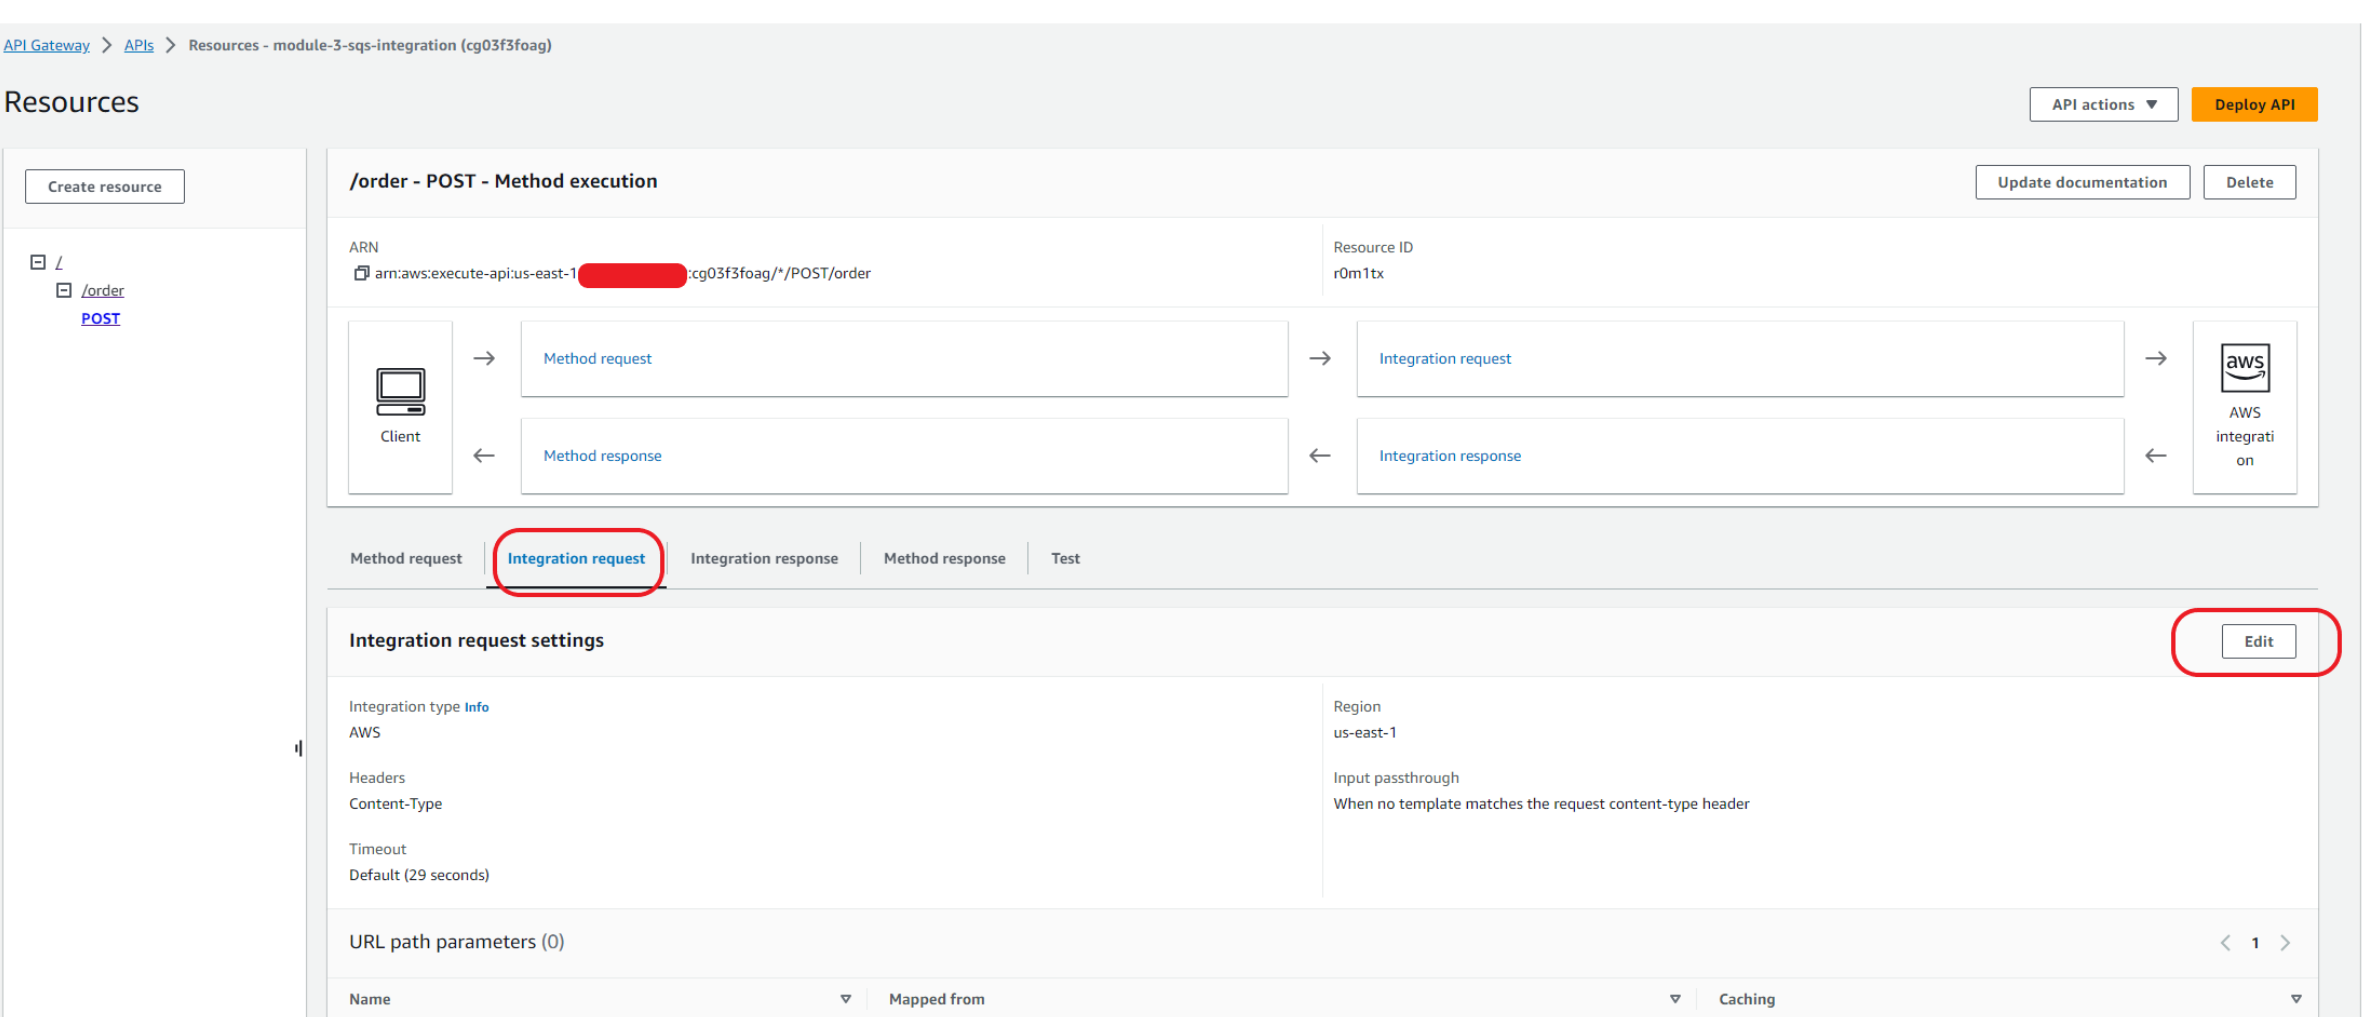 API Gateway > APIs > Resources - module-3-sqs-integration (cg03f3foag)
Resources
API actions ▼
Deploy API
Create resource
/
/order
POST
/order - POST - Method execution
Update documentation
Delete
ARN
arn:aws:execute-api:us-east-1 :cg03f3foag/*/POST/order
Resource ID
r0m1tx
Client
Method request
Integration request
Method response
Integration response
aws
AWS
integrati
on
Method request
Integration request
Integration response
Method response
Test
Integration request settings
Edit
Integration type Info
AWS
Region
us-east-1
Headers
Content-Type
Input passthrough
When no template matches the request content-type header
Timeout
Default (29 seconds)
URL path parameters (0)
< 1 >
Name
Mapped from
Caching